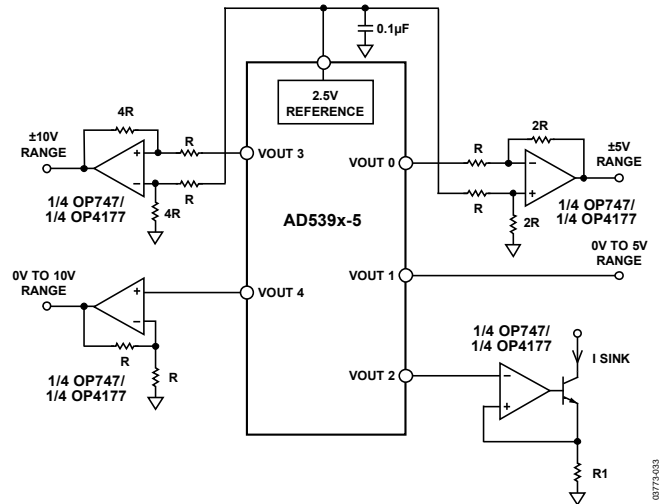 0.1µF
2.5V
REFERENCE
4R
±10V
RANGE
+
R
VOUT 3
−
R
1/4 OP747/
1/4 OP4177
4R
2R
R
VOUT 0
−
±5V
RANGE
+
R
1/4 OP747/
1/4 OP4177
2R
AD539x-5
0V TO 5V
RANGE
VOUT 1
0V TO 10V
RANGE
+
VOUT 4
−
R
R
1/4 OP747/
1/4 OP4177
1/4 OP747/
1/4 OP4177
I SINK
VOUT 2
−
+
R1
03773-033